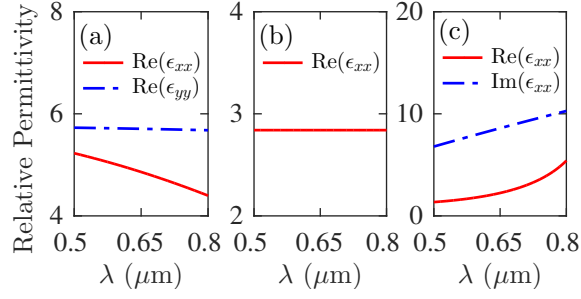 Relative Permittivity
(a)
Re(ϵxx)
Re(ϵyy)
8
6
4
0.5 0.65 0.8
λ (μm)
(b)
Re(ϵxx)
4
3
2
0.5 0.65 0.8
λ (μm)
(c)
Re(ϵxx)
Im(ϵxx)
20
10
0
0.5 0.65 0.8
λ (μm)